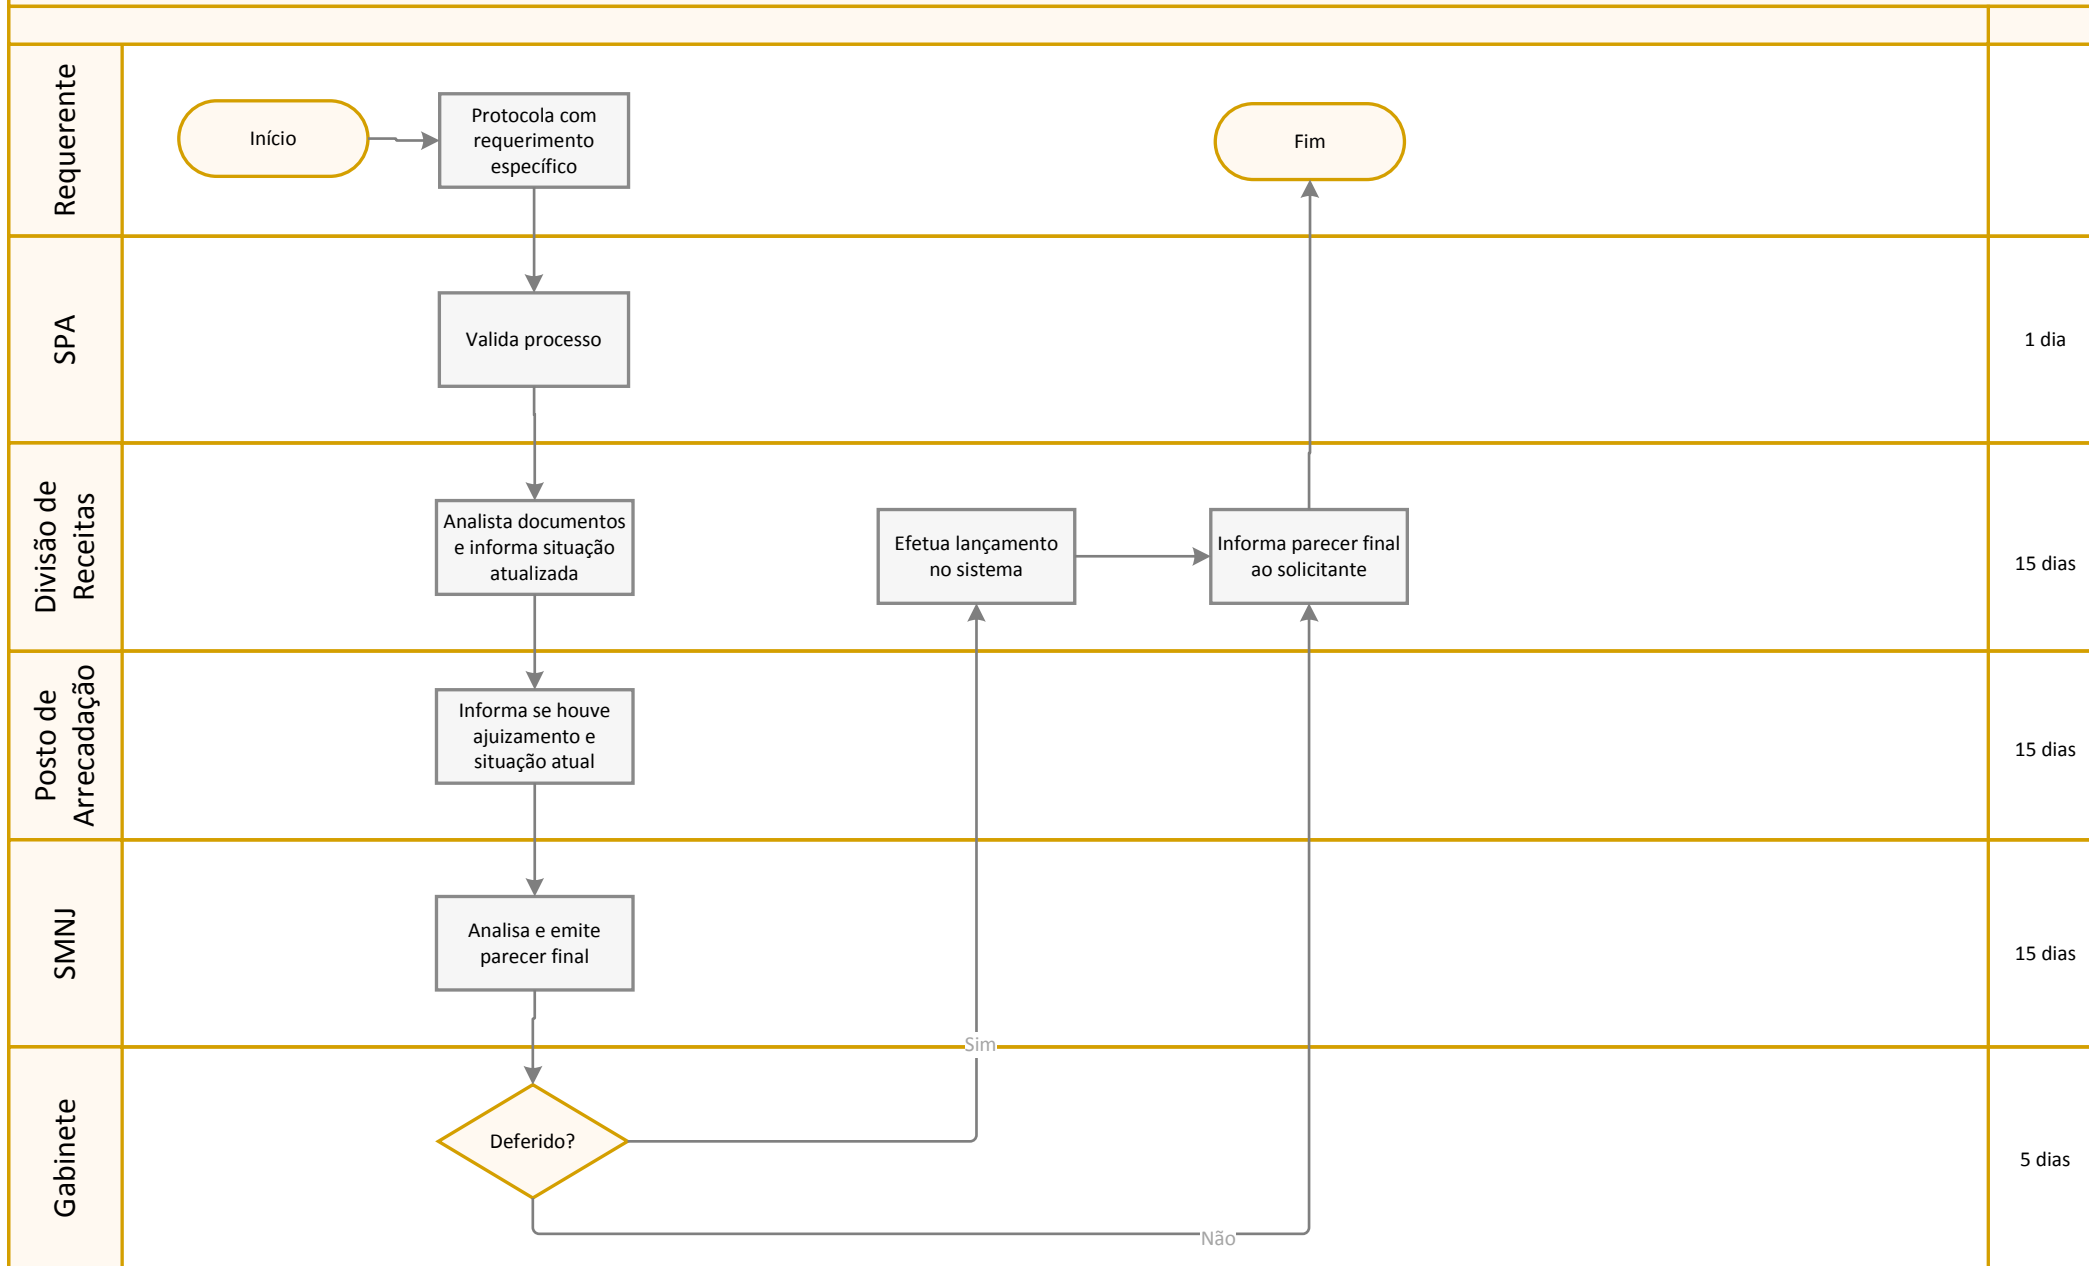 Requerente
Início
Protocola com
requerimento
específico
Fim
SPA
Valida processo
1 dia
Divisão de
Receitas
Analista documentos
e informa situação
atualizada
Efetua lançamento
no sistema
Informa parecer final
ao solicitante
15 dias
Posto de
Arrecadação
Informa se houve
ajuizamento e
situação atual
15 dias
SMNJ
Analisa e emite
parecer final
15 dias
Sim
Gabinete
Deferido?
5 dias
Não